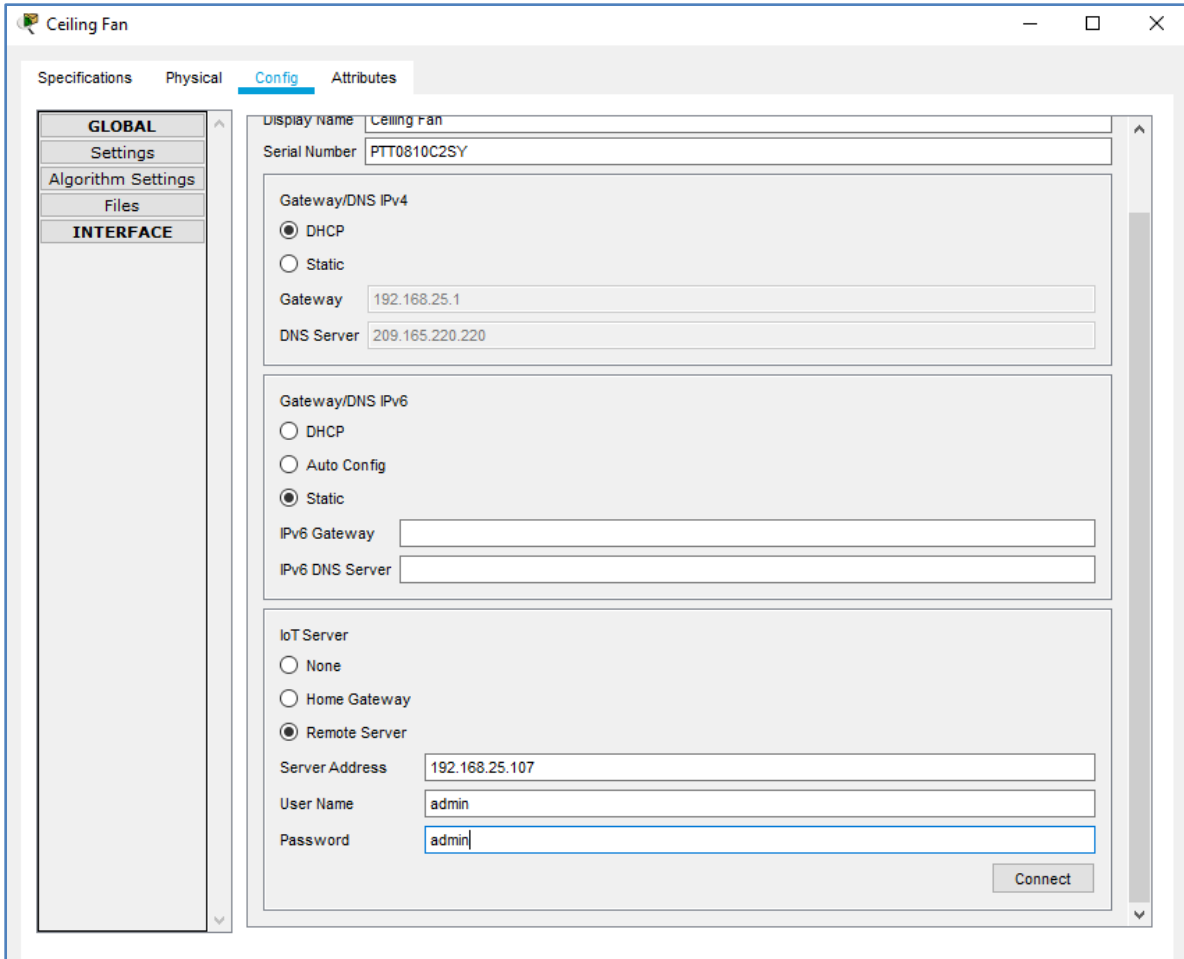 Ceiling Fan
Specifications Physical Config Attributes
GLOBAL
Settings
Algorithm Settings
Files
INTERFACE
Display Name Ceiling Fan
Serial Number PTT0810C2SY
Gateway/DNS IPv4
DHCP
Static
Gateway 192.168.25.1
DNS Server 209.165.220.220
Gateway/DNS IPv6
DHCP
Auto Config
Static
IPv6 Gateway
IPv6 DNS Server
IoT Server
None
Home Gateway
Remote Server
Server Address 192.168.25.107
User Name admin
Password admin
Connect